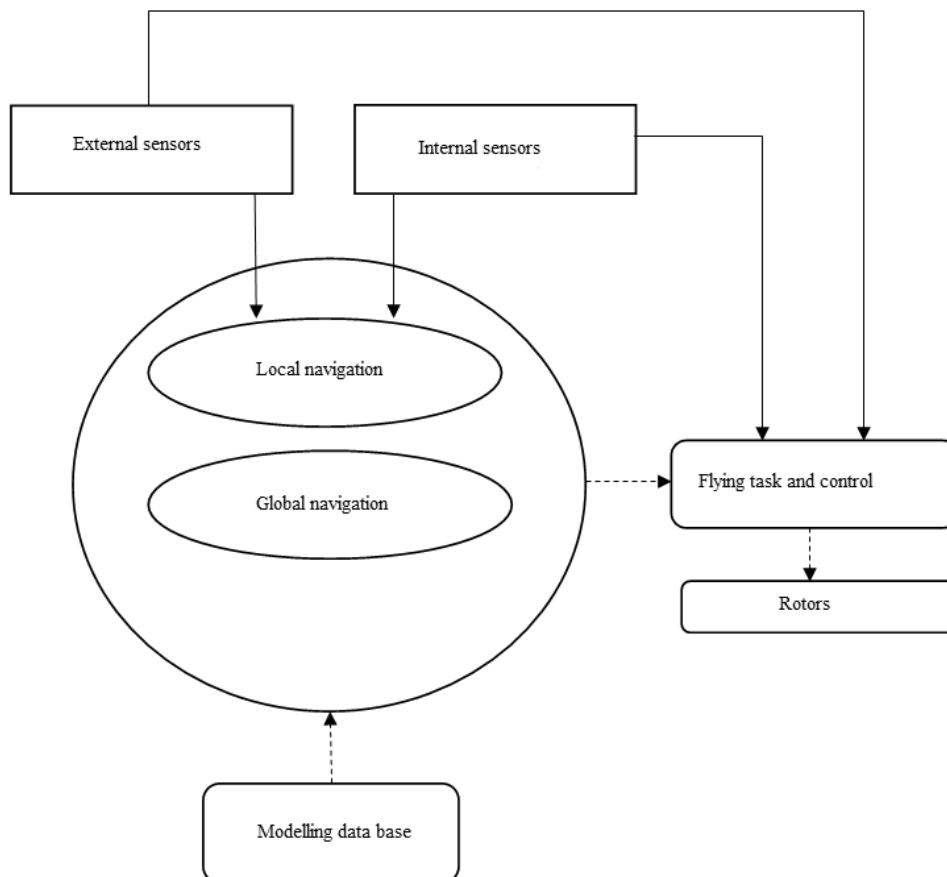 External sensors
Internal sensors
Local navigation
Global navigation
Flying task and control
Rotors
Modelling data base